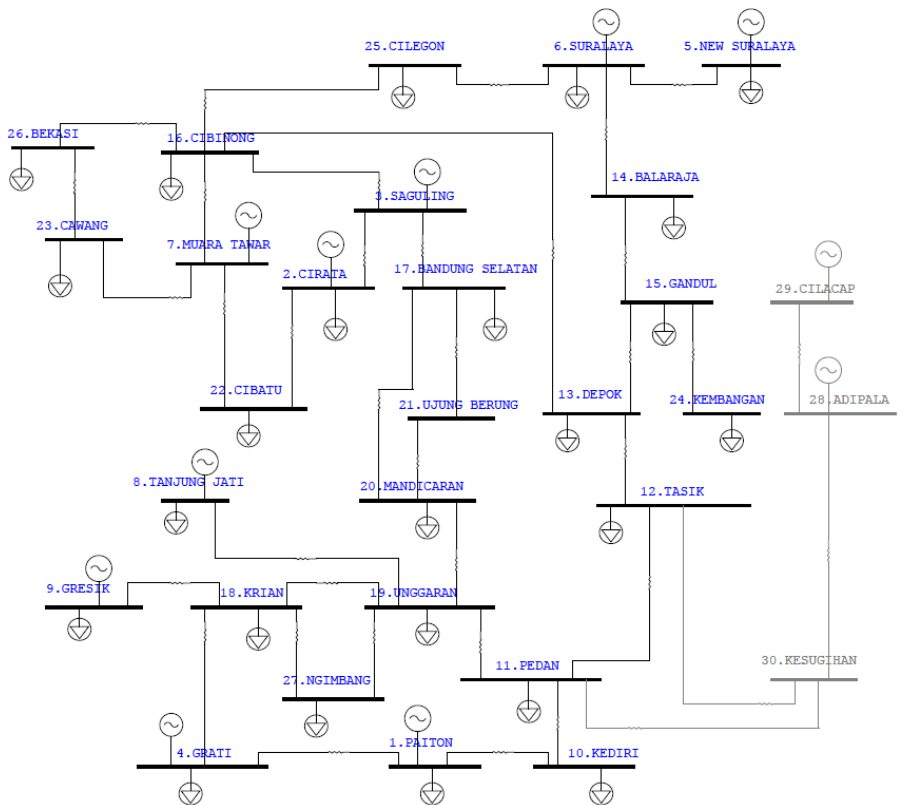 25.CILEGON
6.SURALAYA
5.NEW SURALAYA
26.BEKASI
16.CIBINONG
14.BALARAJA
3.SAGULING
23.CAWANG
7.MUARA TAWAR
2.CIRATA
17.BANDUNG SELATAN
15.GANDUL
29.CILACAP
22.CIBATU
21.UJUNG BERUNG
13.DEPOK
24.KEMBANGAN
28.ADIPALA
8.TANJUNG JATI
20.MANDICARAN
12.TASIK
9.GRESIK
18.KRIAN
19.UNGGARAN
27.NGIMBANG
11.PEDAN
30.KESUGIHAN
4.GRATI
1.PAITON
10.KEDIRI